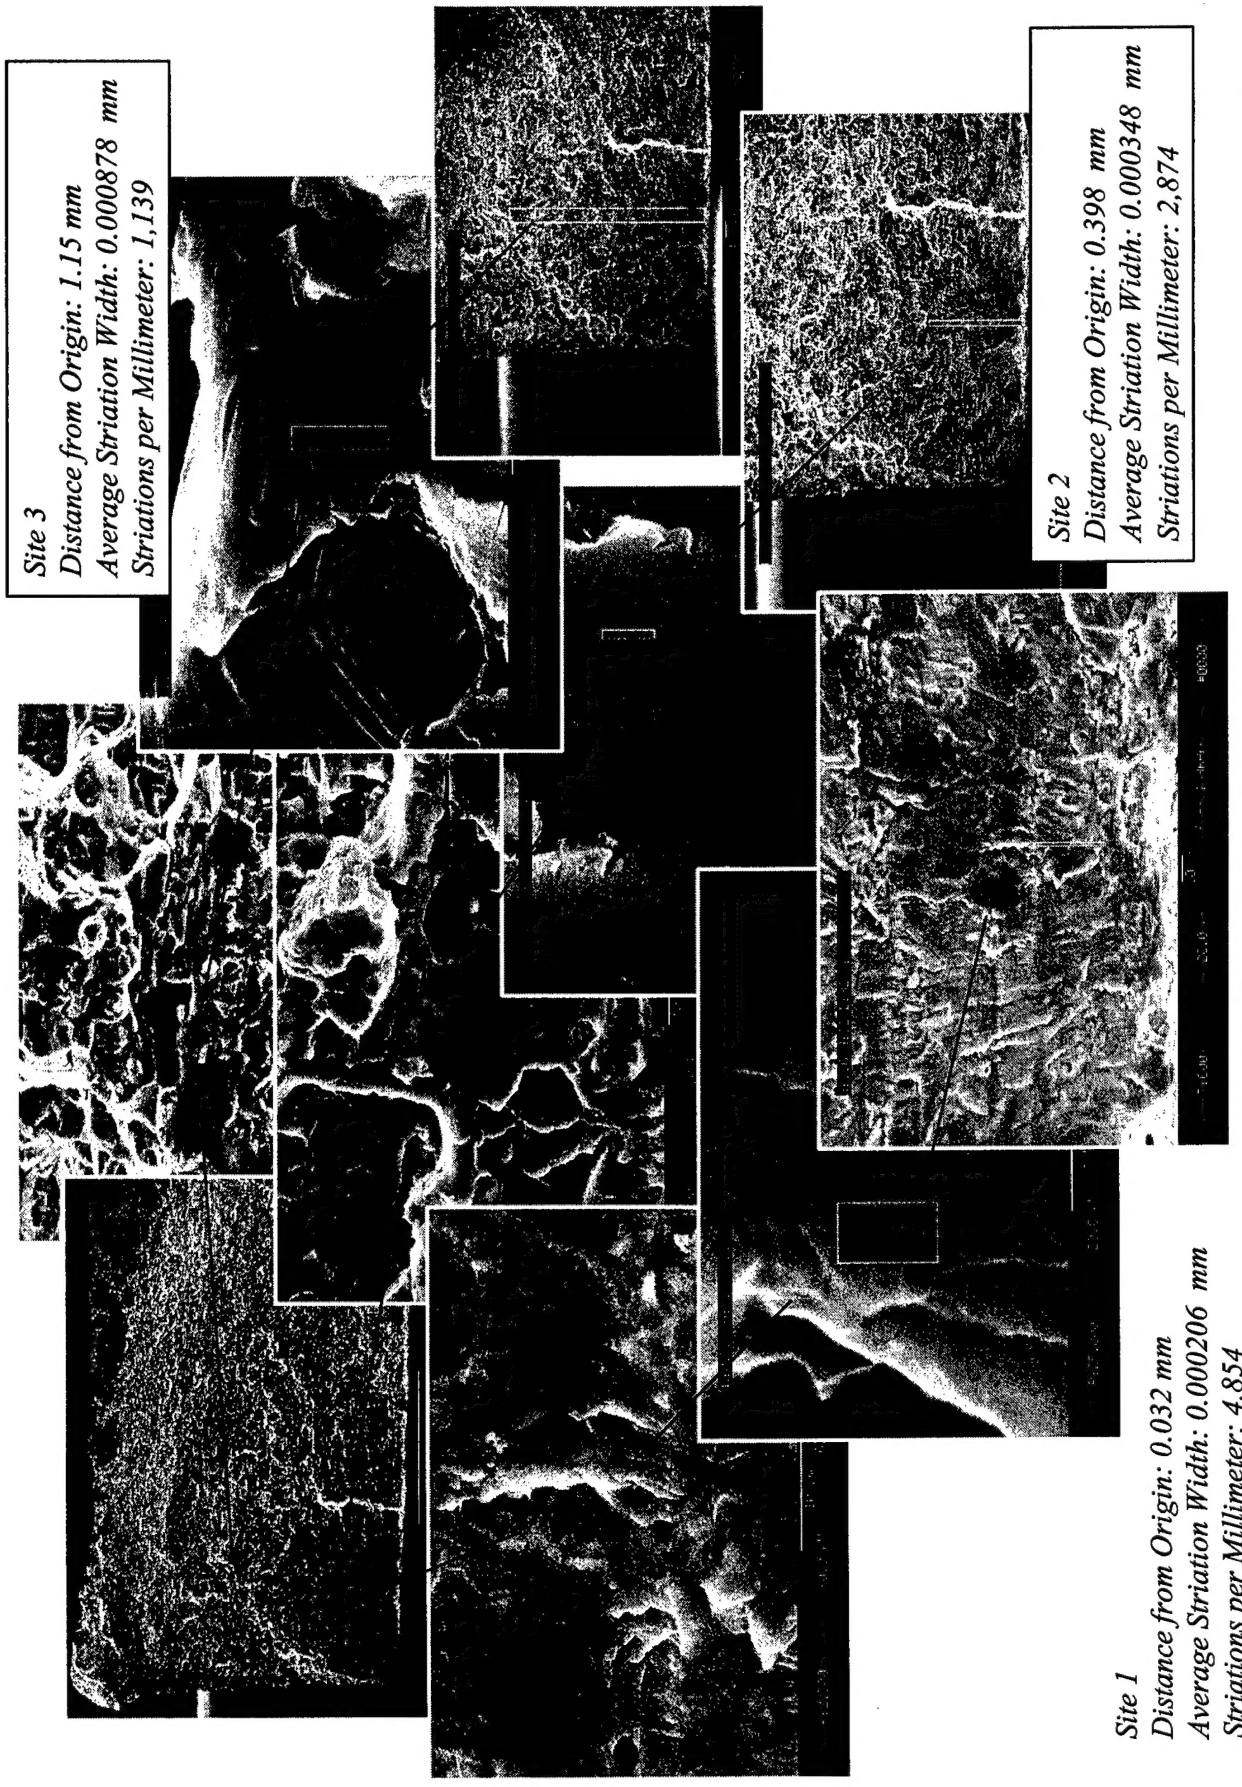 Site 3
Distance from Origin: 1.15 mm
Average Striation Width: 0.000878 mm
Striations per Millimeter: 1,139
Site 2
Distance from Origin: 0.398 mm
Average Striation Width: 0.000348 mm
Striations per Millimeter: 2,874
Site 1
Distance from Origin: 0.032 mm
Average Striation Width: 0.000206 mm
Striations per Millimeter: 4,854